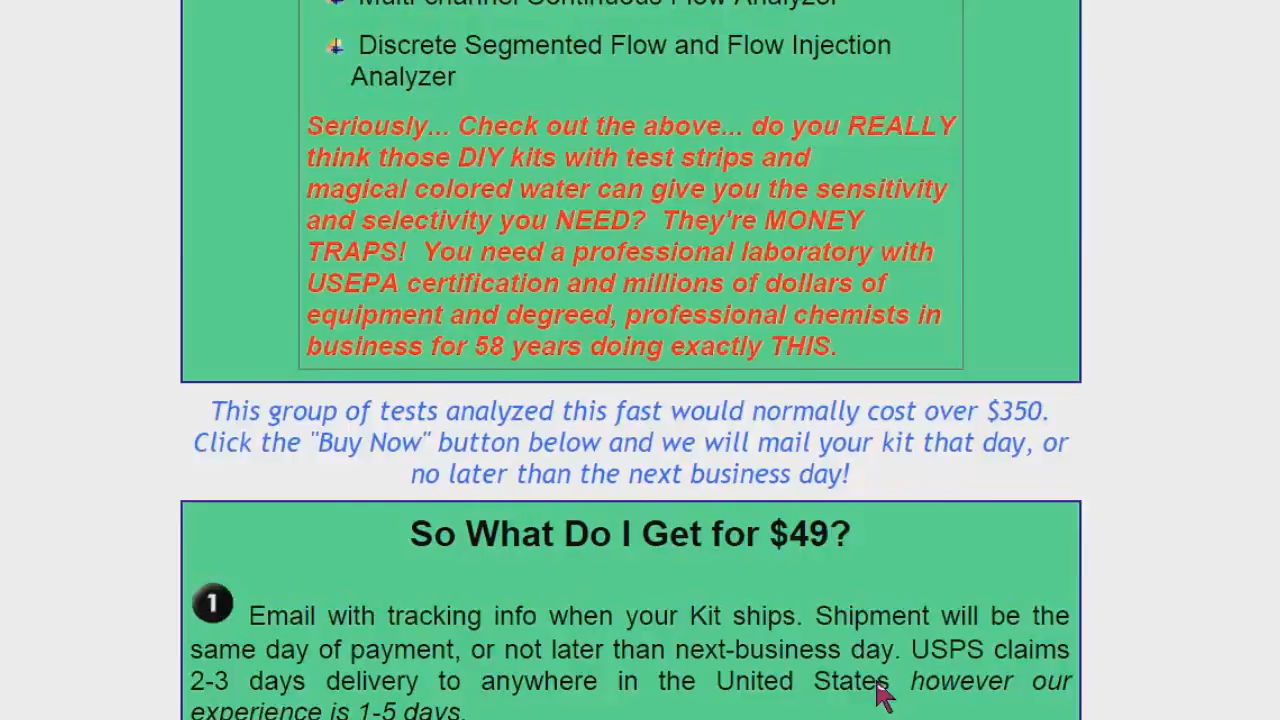 Multi-channel Continuous Flow Analyzer
Discrete Segmented Flow and Flow Injection
Analyzer
Seriously... Check out the above... do you REALLY
think those DIY kits with test strips and
magical colored water can give you the sensitivity
and selectivity you NEED?  They're MONEY
TRAPS!  You need a professional laboratory with
USEPA certification and millions of dollars of
equipment and degreed, professional chemists in
business for 58 years doing exactly THIS.
This group of tests analyzed this fast would normally cost over $350.
Click the "Buy Now" button below and we will mail your kit that day, or
no later than the next business day!
So What Do I Get for $49?
1 Email with tracking info when your Kit ships. Shipment will be the
same day of payment, or not later than next-business day. USPS claims
2-3 days delivery to anywhere in the United States however our
experience is 1-5 days.